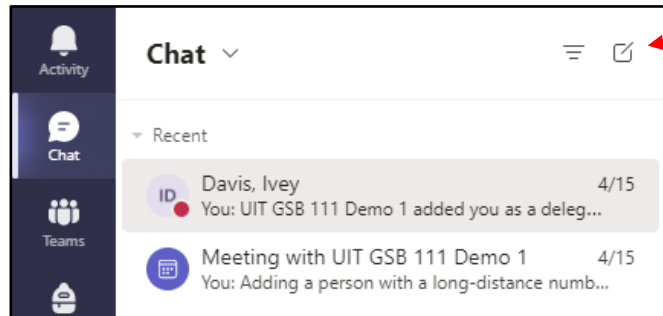 Activity
Chat
Teams
Chat
Recent
ID
Davis, Ivey 4/15
You: UIT GSB 111 Demo 1 added you as a deleg...
Meeting with UIT GSB 111 Demo 1 4/15
You: Adding a person with a long-distance numb...